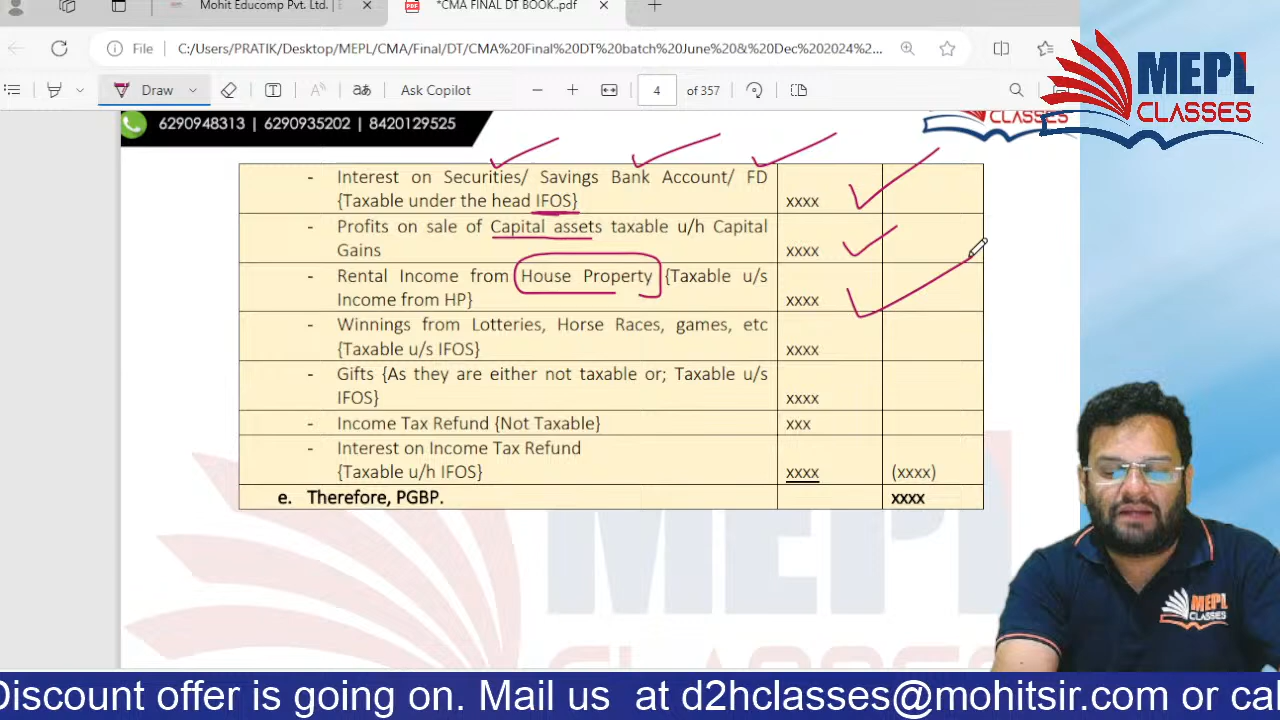 Mohit Educomp Pvt. Ltd. | E
*CMA FINAL DT BOOK..pdf
File
C:/Users/PRATIK/Desktop/MEPL/CMA/Final/DT/CMA%20Final%20DT%20batch%20June%20&%20Dec%202024%2...
Draw
Ask Copilot
4
of 357
MEPL
CLASSES
6290948313 | 6290935202 | 8420129525
CLASSES
- Interest on Securities/ Savings Bank Account/ FD
{Taxable under the head IFOS} xxxx
- Profits on sale of Capital assets taxable u/h Capital
Gains xxxx
- Rental Income from House Property {Taxable u/s
Income from HP} xxxx
- Winnings from Lotteries, Horse Races, games, etc
{Taxable u/s IFOS} xxxx
- Gifts {As they are either not taxable or; Taxable u/s
IFOS} xxxx
- Income Tax Refund {Not Taxable} xxx
- Interest on Income Tax Refund
{Taxable u/h IFOS} xxxx (xxxx)
e. Therefore, PGBP. xxxx
MEPL
CLASSES
MEPL
CLASSES
Discount offer is going on. Mail us at d2hclasses@mohitsir.com or cal